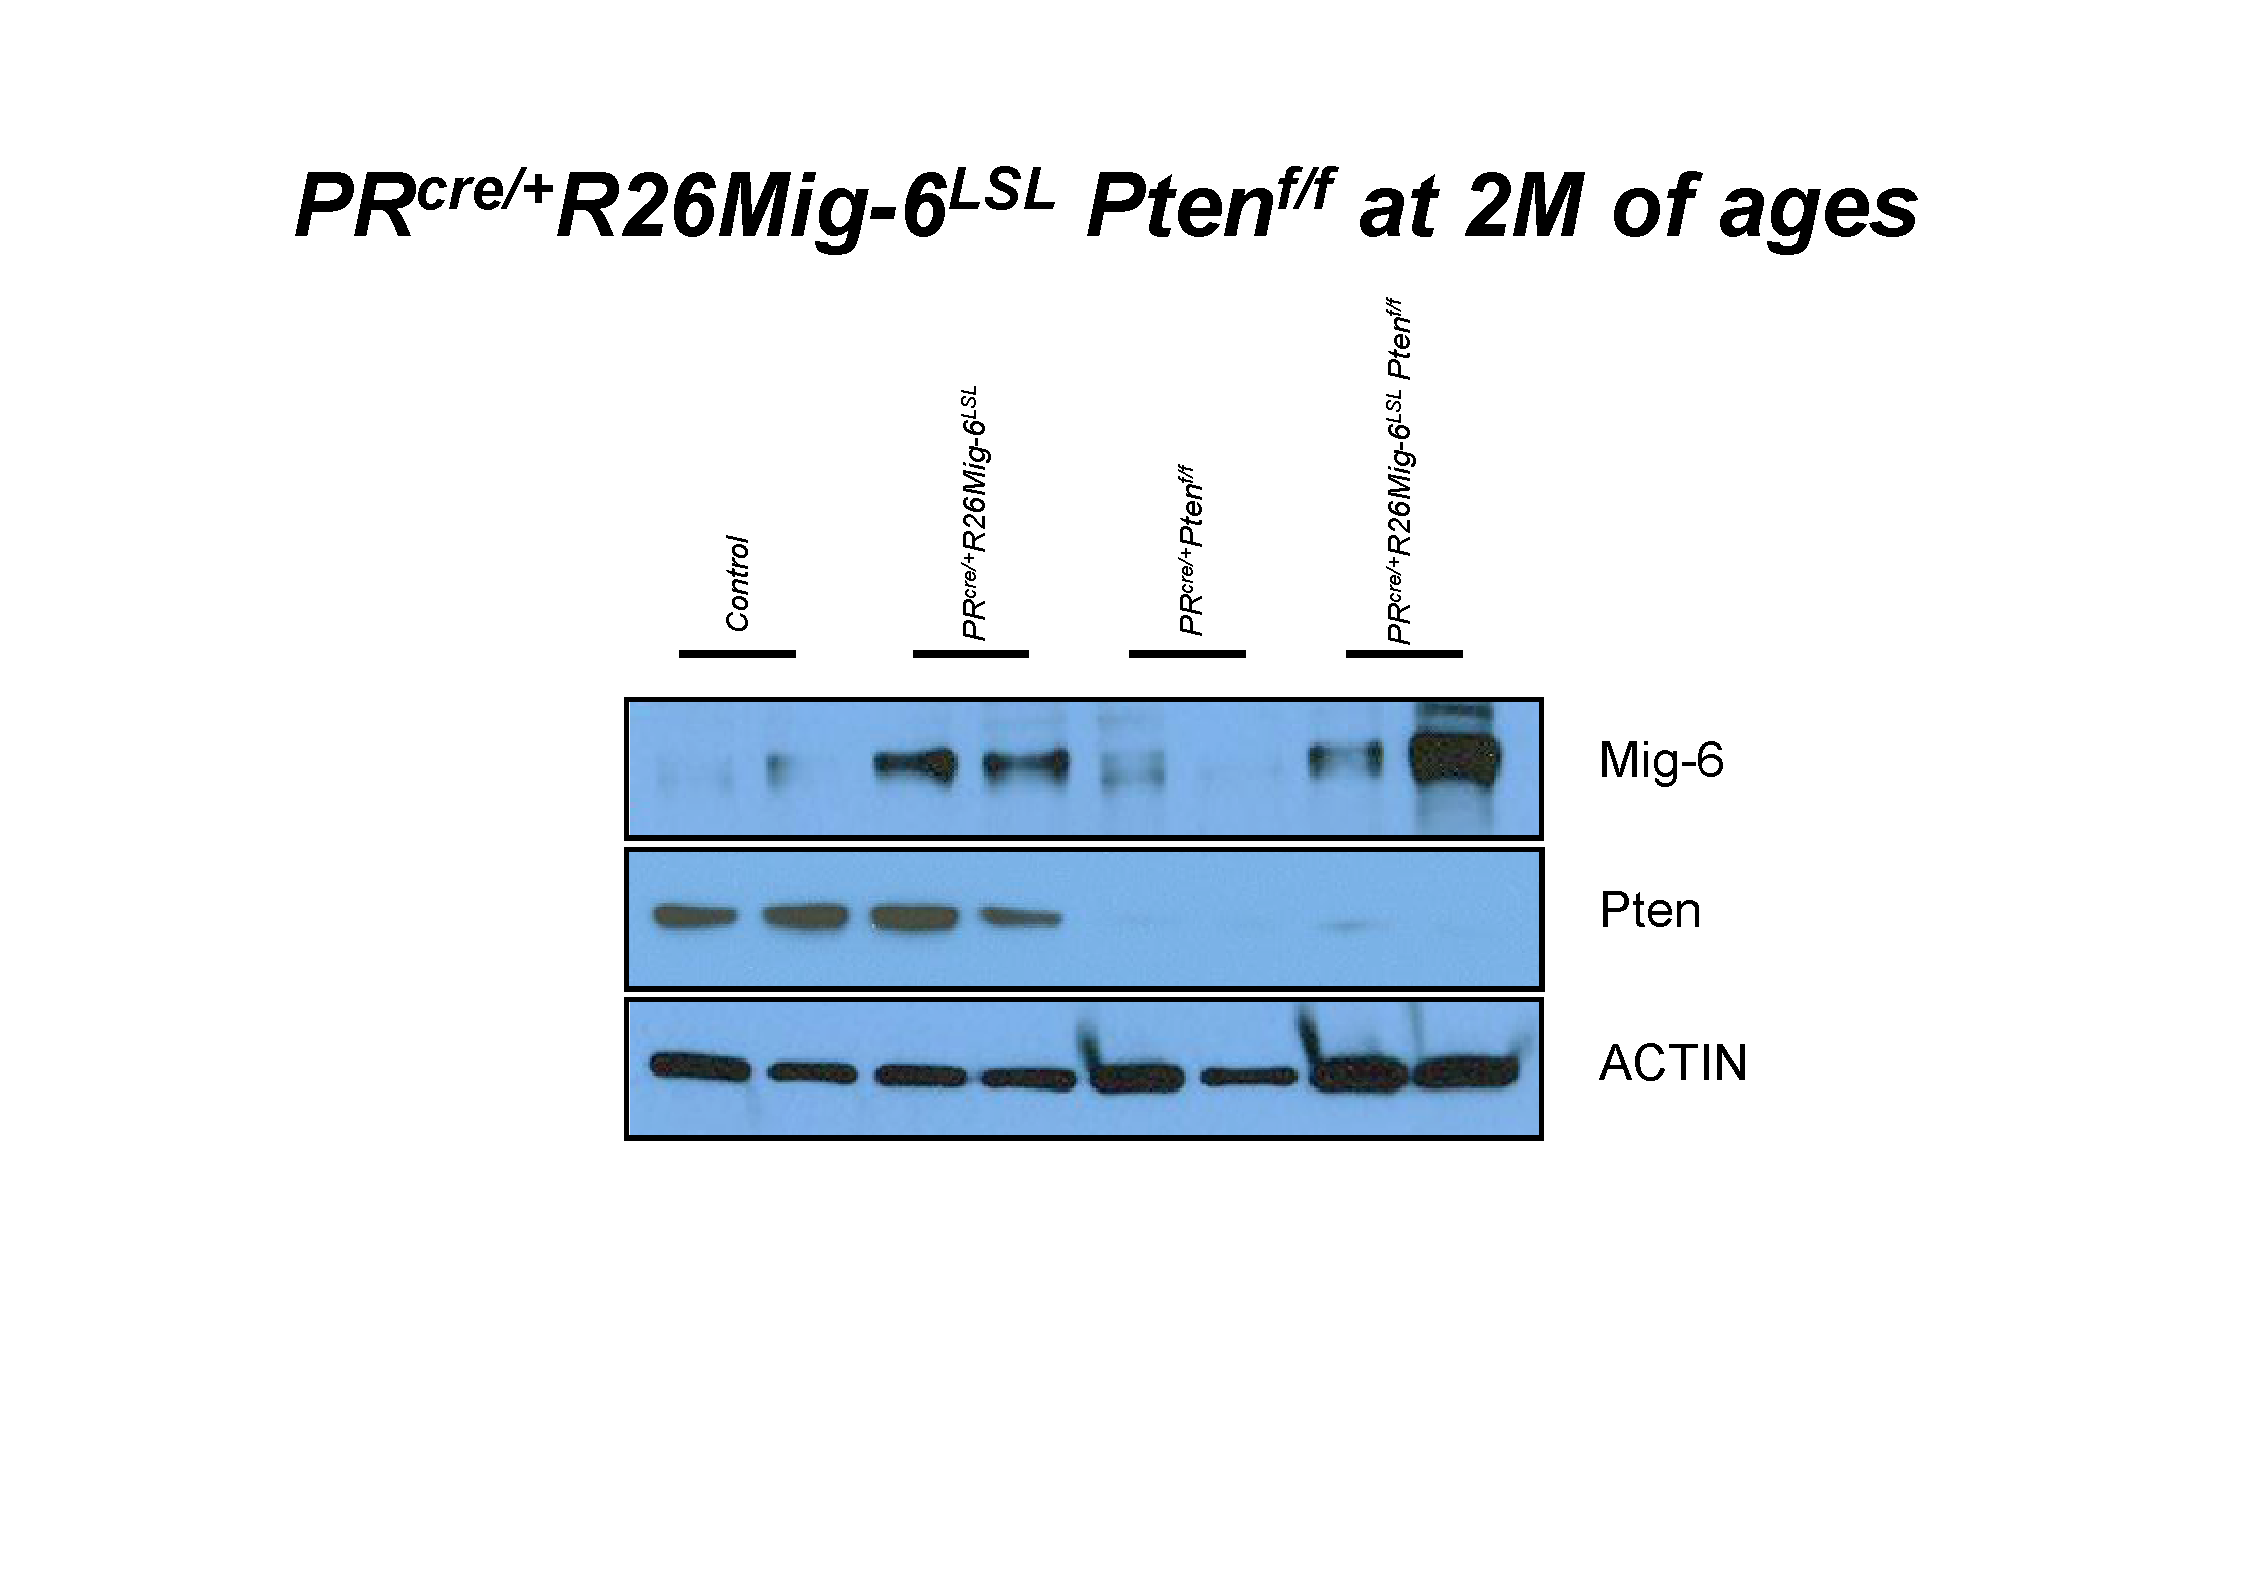 PRcre/+R26Mig-6LSL Ptenf/f at 2M of ages
Control
PRcre/+R26Mig-6LSL
PRcre/+Ptenf/f
PRcre/+R26Mig-6LSL Ptenf/f
Mig-6
Pten
ACTIN